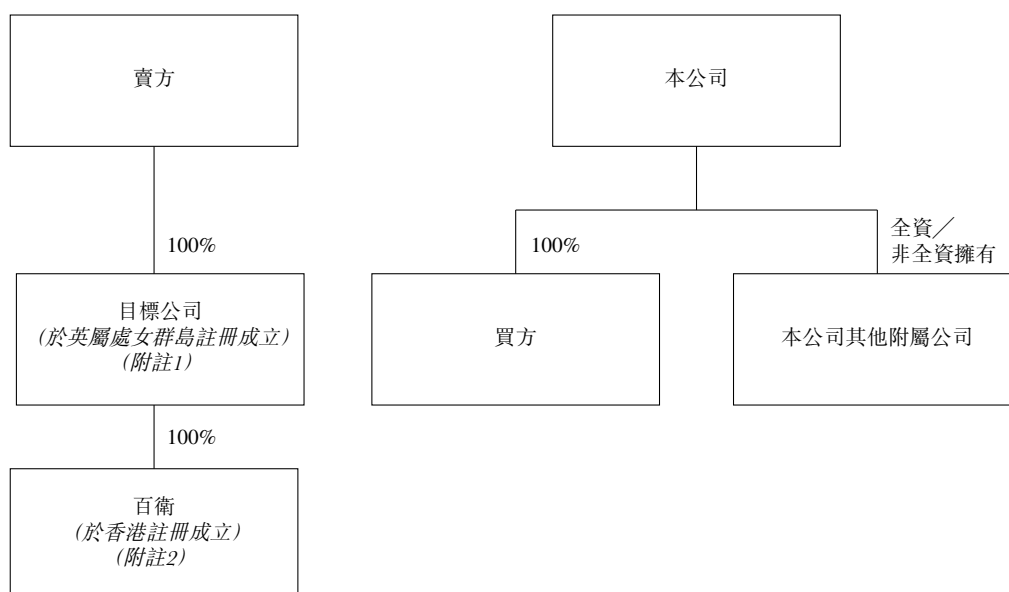 賣方
本公司
100%
100%
全資／
非全資擁有
目標公司
(於英屬處女群島註冊成立)
(附註1)
買方
本公司其他附屬公司
100%
百衛
(於香港註冊成立)
(附註2)